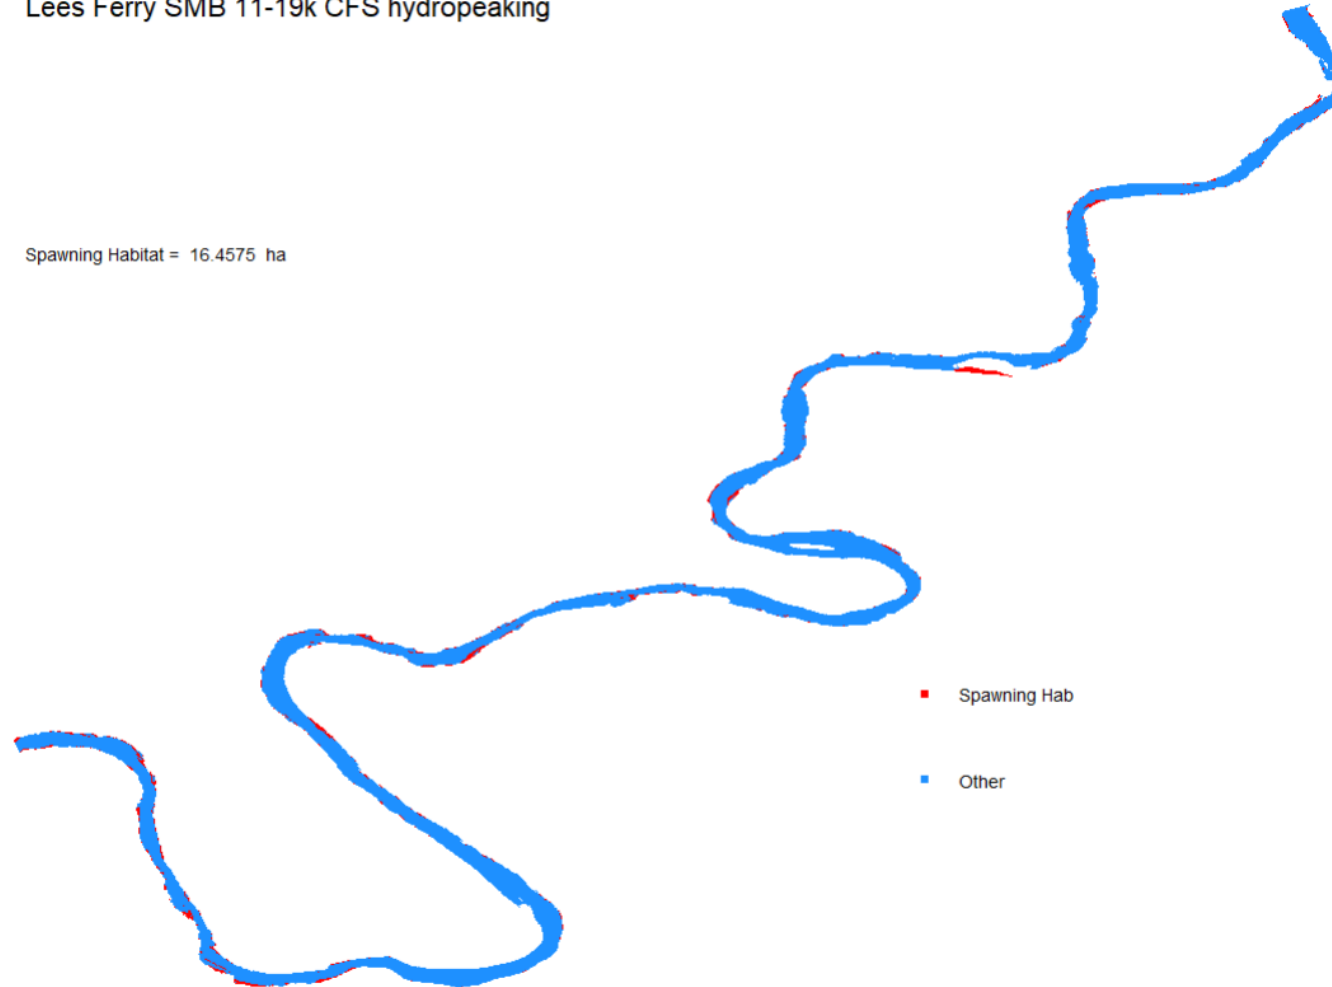 Lees Ferry SMB 11-19k CFS hydropeaking
Spawning Habitat = 16.4575 ha
Spawning Hab
Other